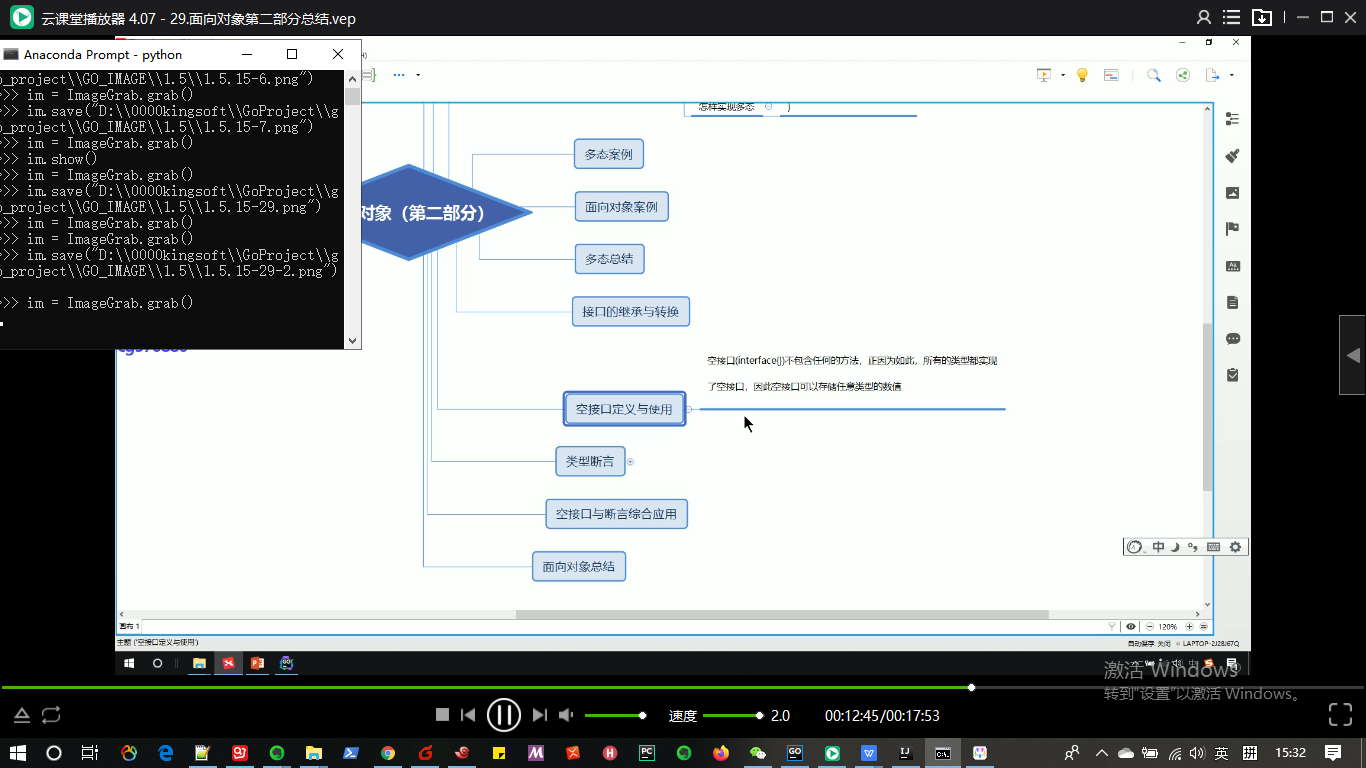 云课堂播放器 4.07 - 29.面向对象第二部分总结.vep
Anaconda Prompt - python
o_project\\GO_IMAGE\\1.5\\1.5.15-6.png")
>>> im = ImageGrab.grab()
>>> im.save("D:\\0000kingsoft\\GoProject\\g
o_project\\GO_IMAGE\\1.5\\1.5.15-7.png")
>>> im = ImageGrab.grab()
>>> im.show()
>>> im = ImageGrab.grab()
>>> im.save("D:\\0000kingsoft\\GoProject\\g
o_project\\GO_IMAGE\\1.5\\1.5.15-29.png")
>>> im = ImageGrab.grab()
>>> im = ImageGrab.grab()
>>> im.save("D:\\0000kingsoft\\GoProject\\g
o_project\\GO_IMAGE\\1.5\\1.5.15-29-2.png")
>>> im = ImageGrab.grab()
怎样实现多态
多态案例
对象（第二部分）
面向对象案例
多态总结
接口的继承与转换
空接口(interface{})不包含任何的方法，正因为如此，所有的类型都实现
了空接口，因此空接口可以存储任意类型的数值
空接口定义与使用
类型断言
空接口与断言综合应用
面向对象总结
中
画布 1
120%
主题 ('空接口定义与使用')
自动保存: 关闭
LAPTOP-2J28J67Q
激活 Windows
转到"设置"以激活 Windows。
速度 2.0 00:12:45/00:17:53
英 拼 15:32